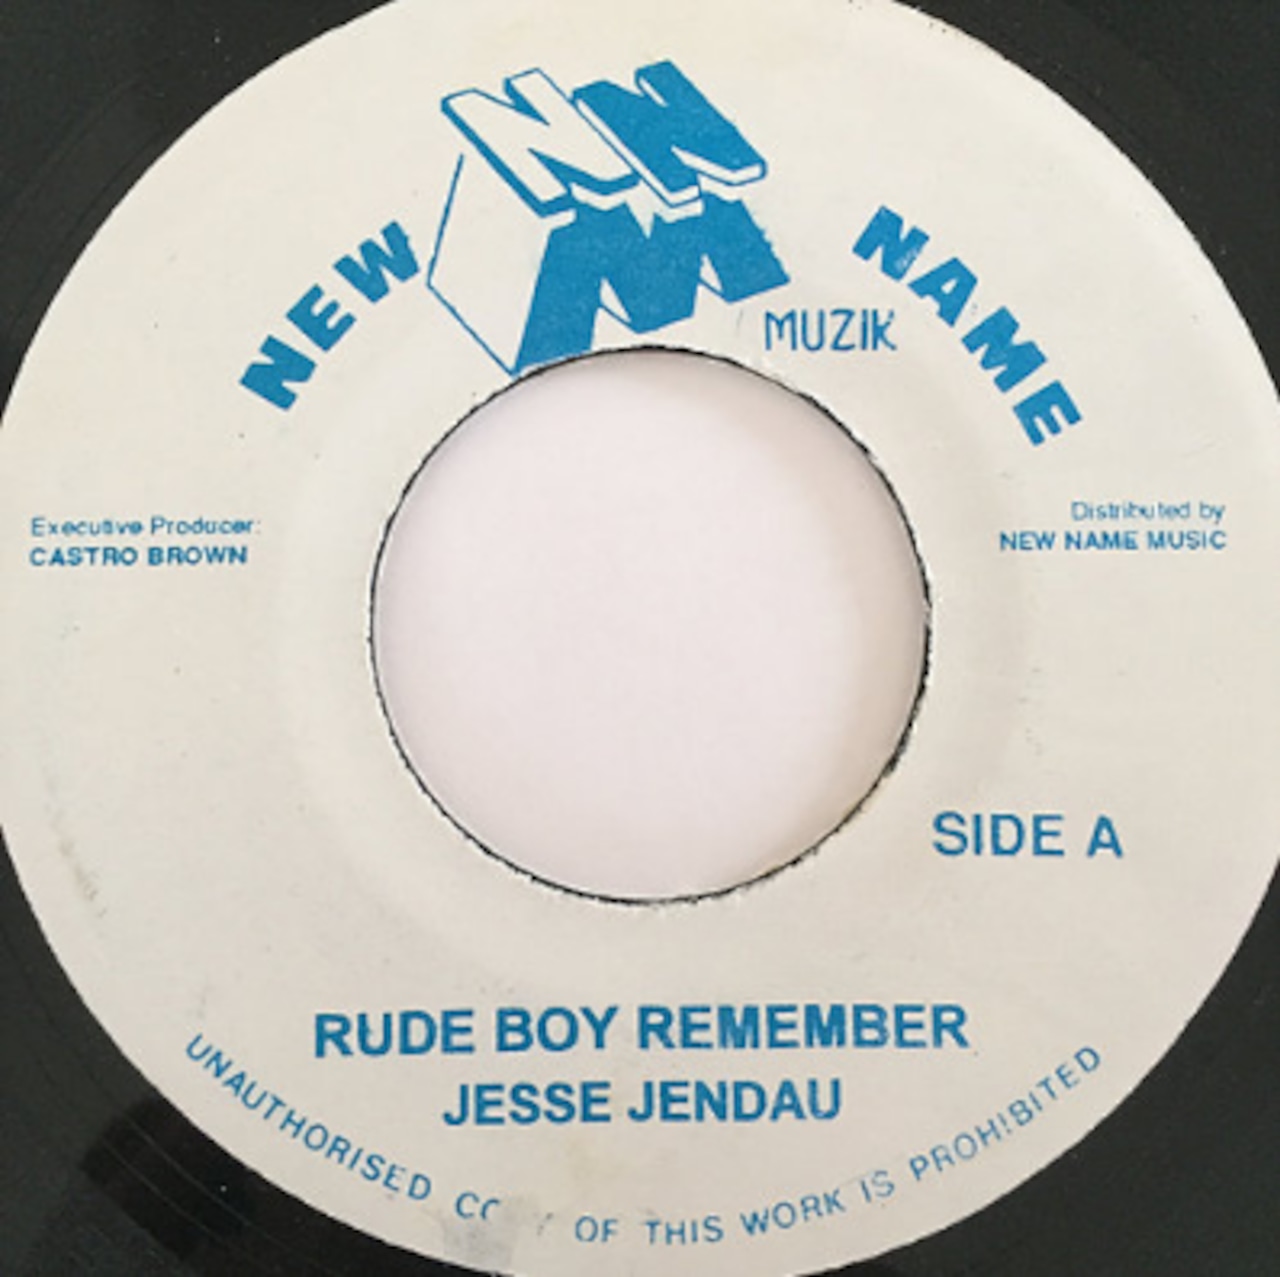 NEW NAME
NNM
MUZIK
Executive Producer:
CASTRO BROWN
Distributed by
NEW NAME MUSIC
SIDE A
RUDE BOY REMEMBER
JESSE JENDAU
UNAUTHORISED OF THIS WORK IS PROHIBITED